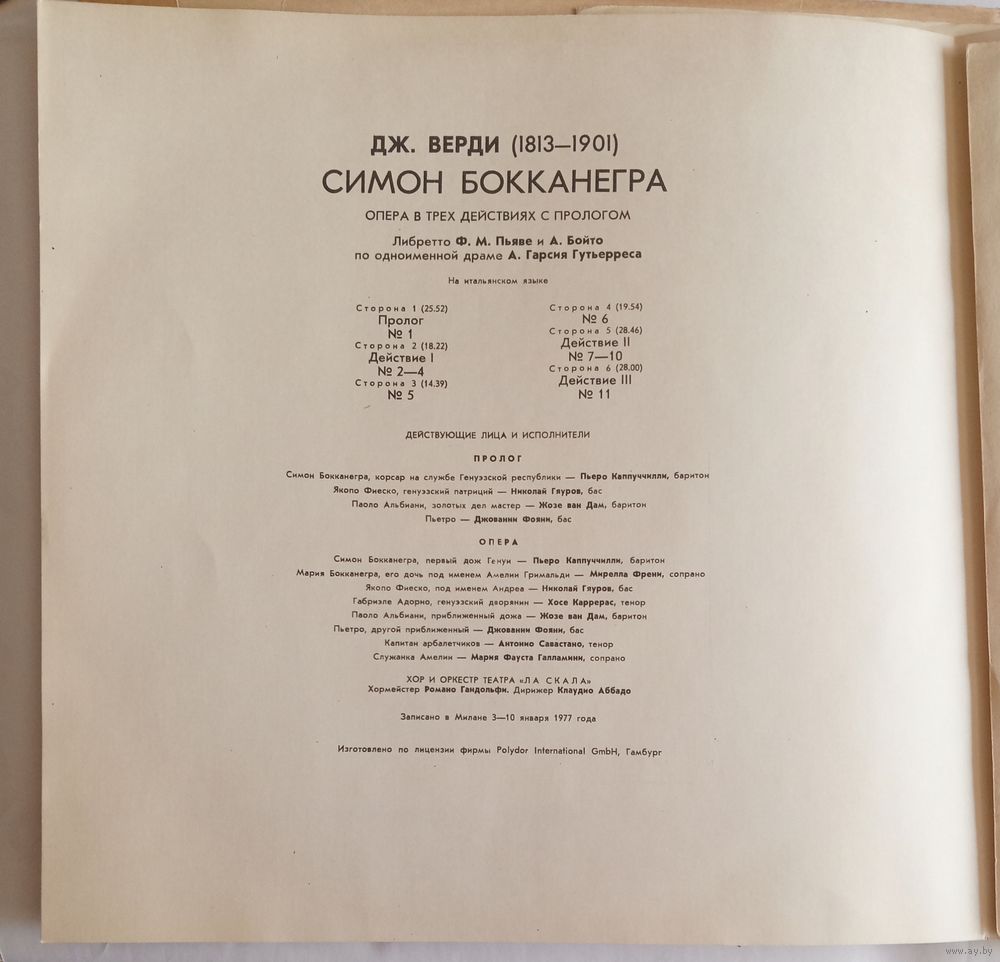 ДЖ. ВЕРДИ (1813—1901)
СИМОН БОККАНЕГРА
ОПЕРА В ТРЕХ ДЕЙСТВИЯХ С ПРОЛОГОМ
Либретто Ф. М. Пьяве и А. Бойто
по одноименной драме А. Гарсия Гутьерреса
На итальянском языке
Сторона 1 (25.52)
Пролог
№ 1
Сторона 2 (18.22)
Действие I
№ 2—4
Сторона 3 (14.39)
№ 5
Сторона 4 (19.54)
№ 6
Сторона 5 (28.46)
Действие II
№ 7—10
Сторона 6 (28.00)
Действие III
№ 11
ДЕЙСТВУЮЩИЕ ЛИЦА И ИСПОЛНИТЕЛИ
ПРОЛОГ
Симон Бокканегра, корсар на службе Генуэзской республики — Пьеро Каппуччилли, баритон
Якопо Фиеско, генуэзский патриций — Николай Гяуров, бас
Паоло Альбиани, золотых дел мастер — Жозе ван Дам, баритон
Пьетро — Джованни Фояни, бас
ОПЕРА
Симон Бокканегра, первый дож Генуи — Пьеро Каппуччилли, баритон
Мария Бокканегра, его дочь под именем Амелии Гримальди — Мирелла Френи, сопрано
Якопо Фиеско, под именем Андреа — Николай Гяуров, бас
Габриэле Адорно, генуэзский дворянин — Хосе Каррерас, тенор
Паоло Альбиани, приближенный дожа — Жозе ван Дам, баритон
Пьетро, другой приближенный — Джованни Фояни, бас
Капитан арбалетчиков — Антонио Савастано, тенор
Служанка Амелии — Мария Фауста Галламини, сопрано
ХОР И ОРКЕСТР ТЕАТРА «ЛА СКАЛА»
Хормейстер Романо Гандольфи. Дирижер Клаудио Аббадо
Записано в Милане 3—10 января 1977 года
Изготовлено по лицензии фирмы Polydor International GmbH, Гамбург
www.ay.by